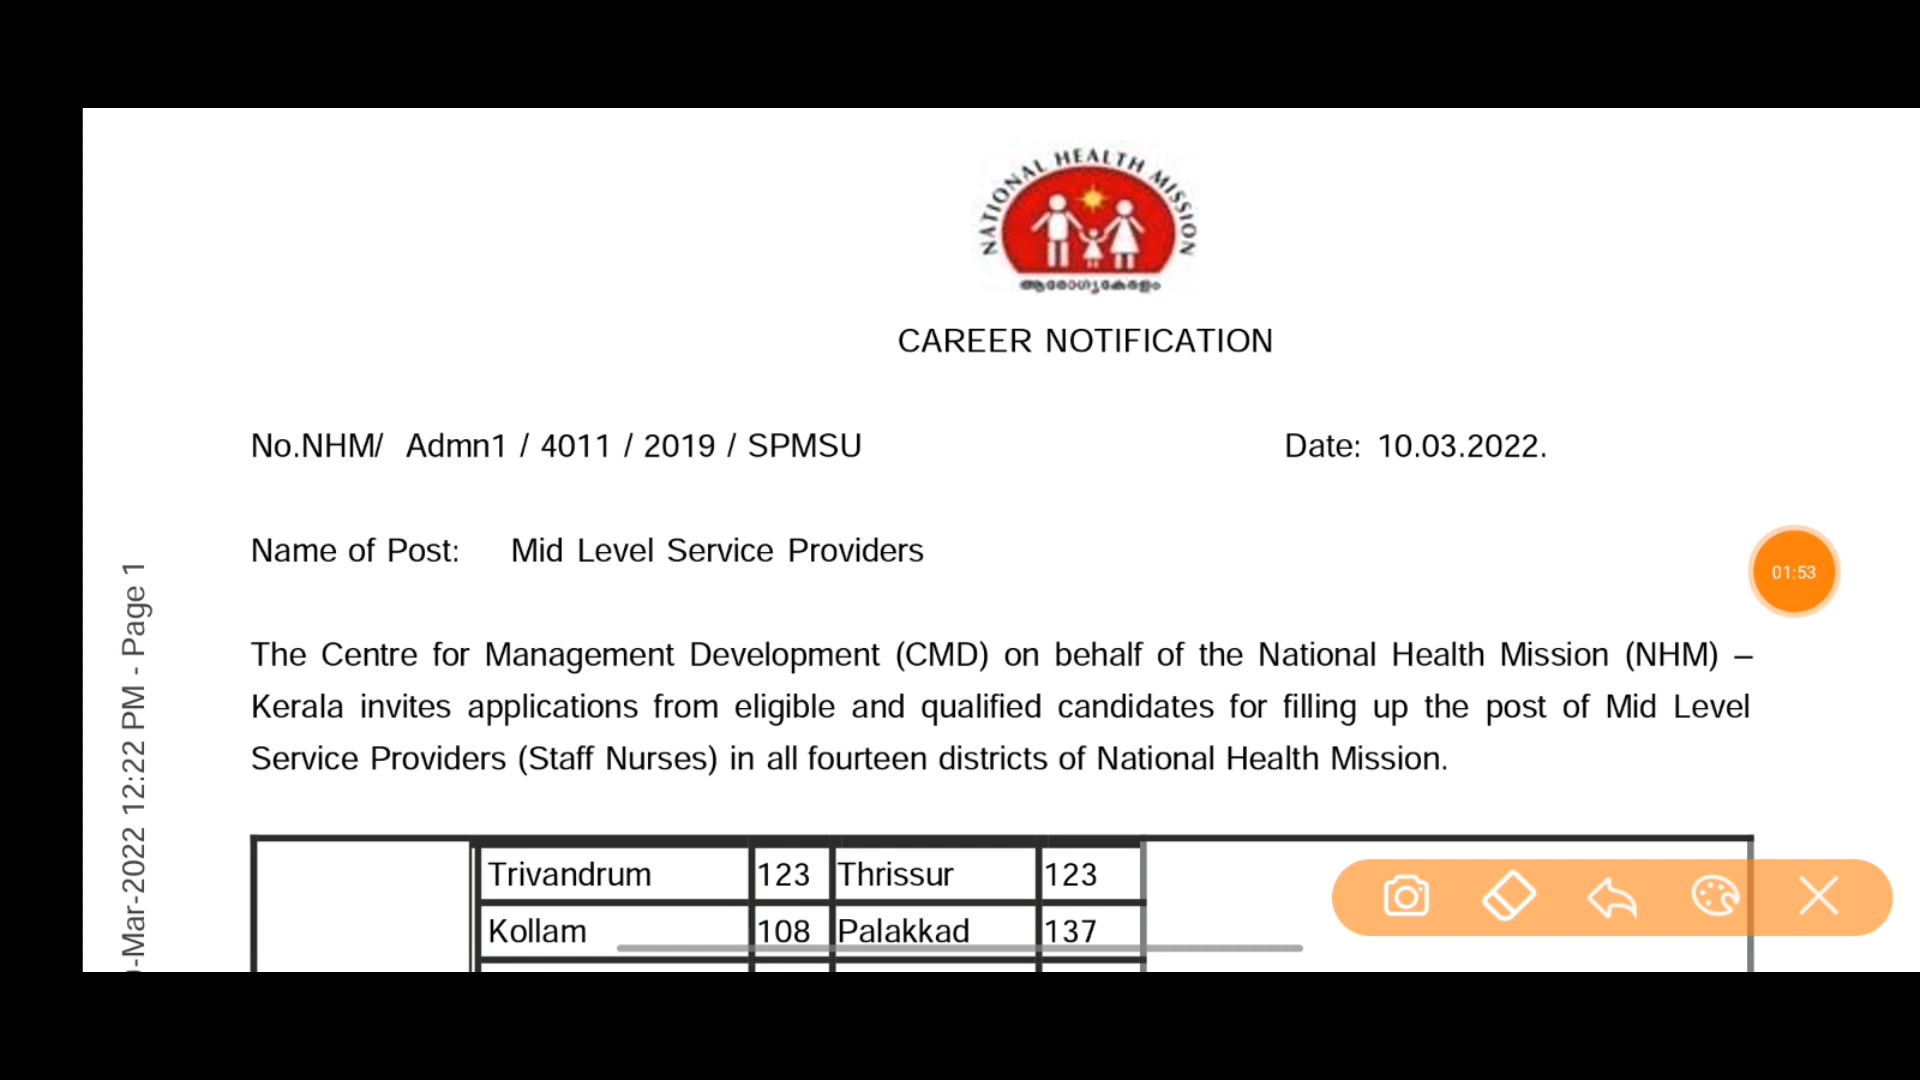 NATIONAL HEALTH MISSION
ആരോഗ്യകേരളം
CAREER NOTIFICATION
No.NHM/ Admn1 / 4011 / 2019 / SPMSU Date: 10.03.2022.
Name of Post: Mid Level Service Providers
01:53
The Centre for Management Development (CMD) on behalf of the National Health Mission (NHM) –
Kerala invites applications from eligible and qualified candidates for filling up the post of Mid Level
Service Providers (Staff Nurses) in all fourteen districts of National Health Mission.
Trivandrum 123 Thrissur 123
Kollam 108 Palakkad 137
-Mar-2022 12:22 PM - Page 1